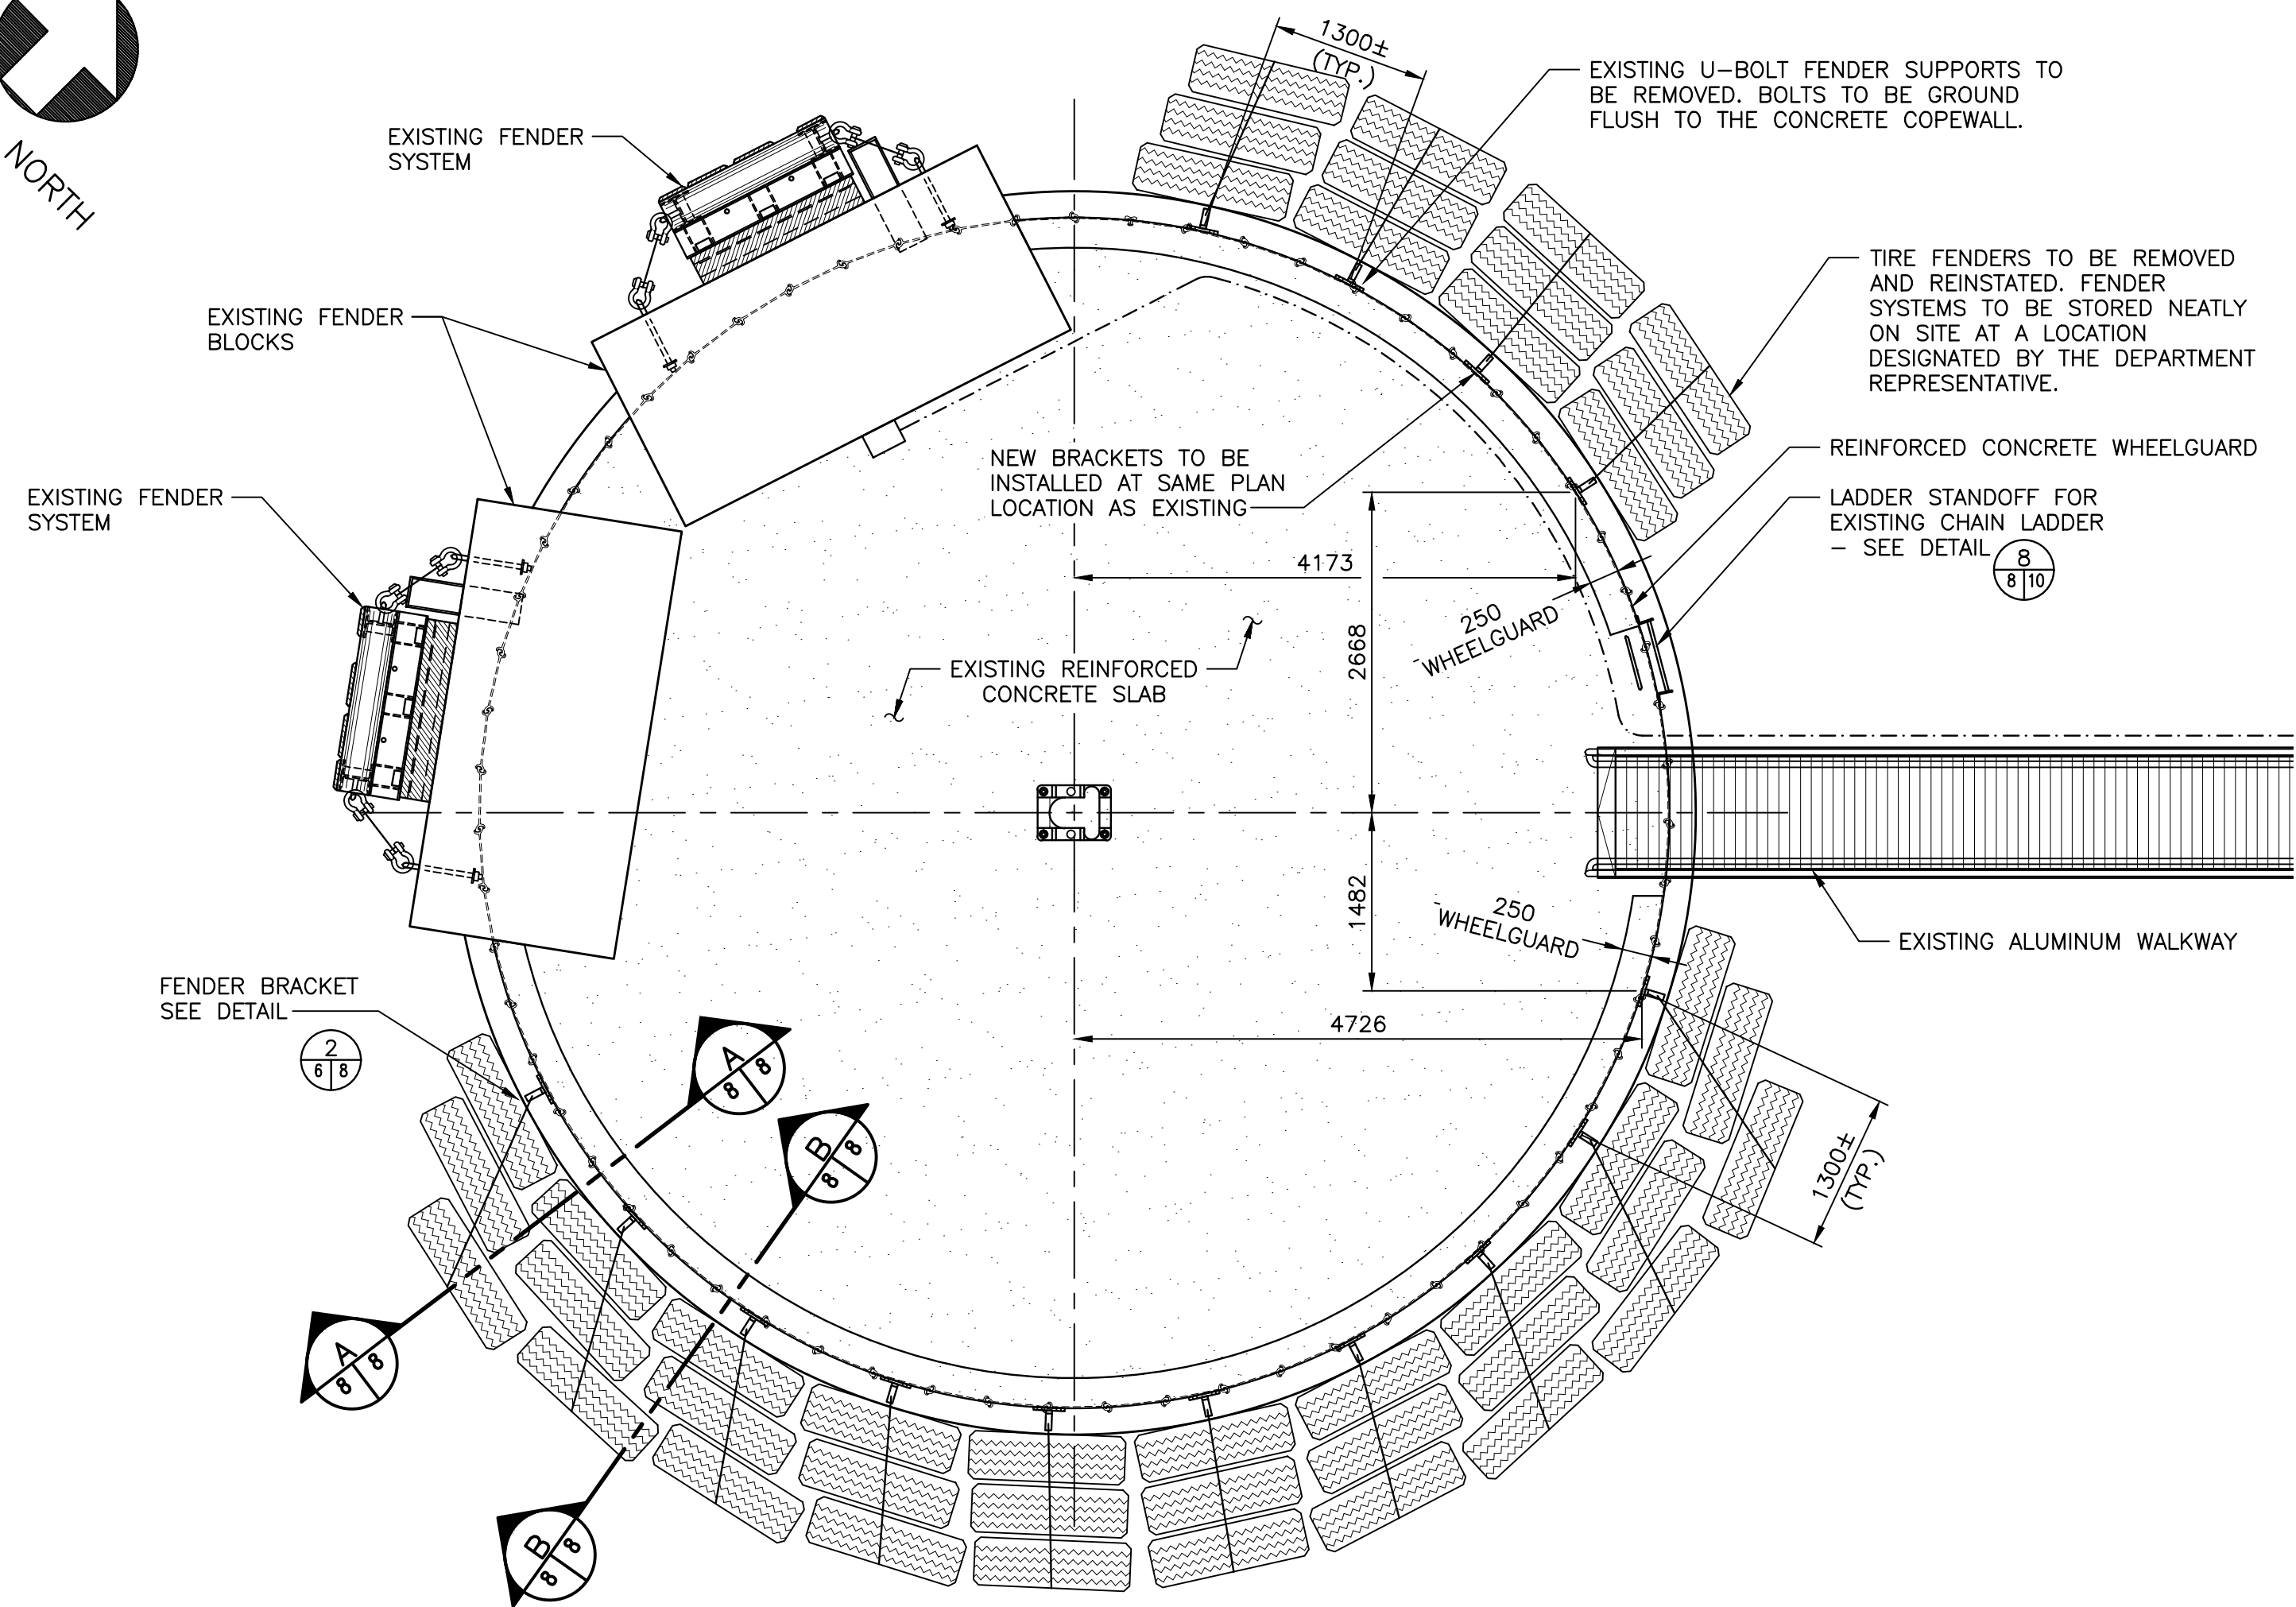 NORTH
1300±
(TYP.)
EXISTING U-BOLT FENDER SUPPORTS TO
BE REMOVED. BOLTS TO BE GROUND
FLUSH TO THE CONCRETE COPEWALL.
EXISTING FENDER
SYSTEM
TIRE FENDERS TO BE REMOVED
AND REINSTATED. FENDER
SYSTEMS TO BE STORED NEATLY
ON SITE AT A LOCATION
DESIGNATED BY THE DEPARTMENT
REPRESENTATIVE.
EXISTING FENDER
BLOCKS
REINFORCED CONCRETE WHEELGUARD
NEW BRACKETS TO BE
INSTALLED AT SAME PLAN
LOCATION AS EXISTING
EXISTING FENDER
SYSTEM
LADDER STANDOFF FOR
EXISTING CHAIN LADDER
- SEE DETAIL
8
8 10
4173
250
WHEELGUARD
2668
EXISTING REINFORCED
CONCRETE SLAB
1482
250
WHEELGUARD
EXISTING ALUMINUM WALKWAY
4726
FENDER BRACKET
SEE DETAIL
2
6 8
A
8 8
B
8 8
1300±
(TYP.)
A
8 8
B
8 8